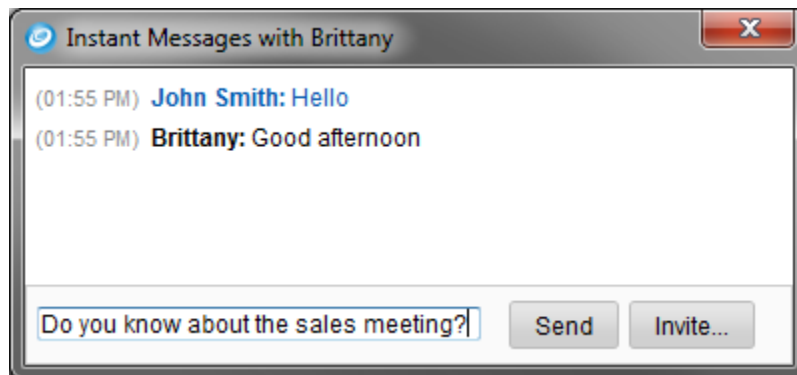 Instant Messages with Brittany
(01:55 PM) John Smith: Hello
(01:55 PM) Brittany: Good afternoon
Do you know about the sales meeting? Send Invite...